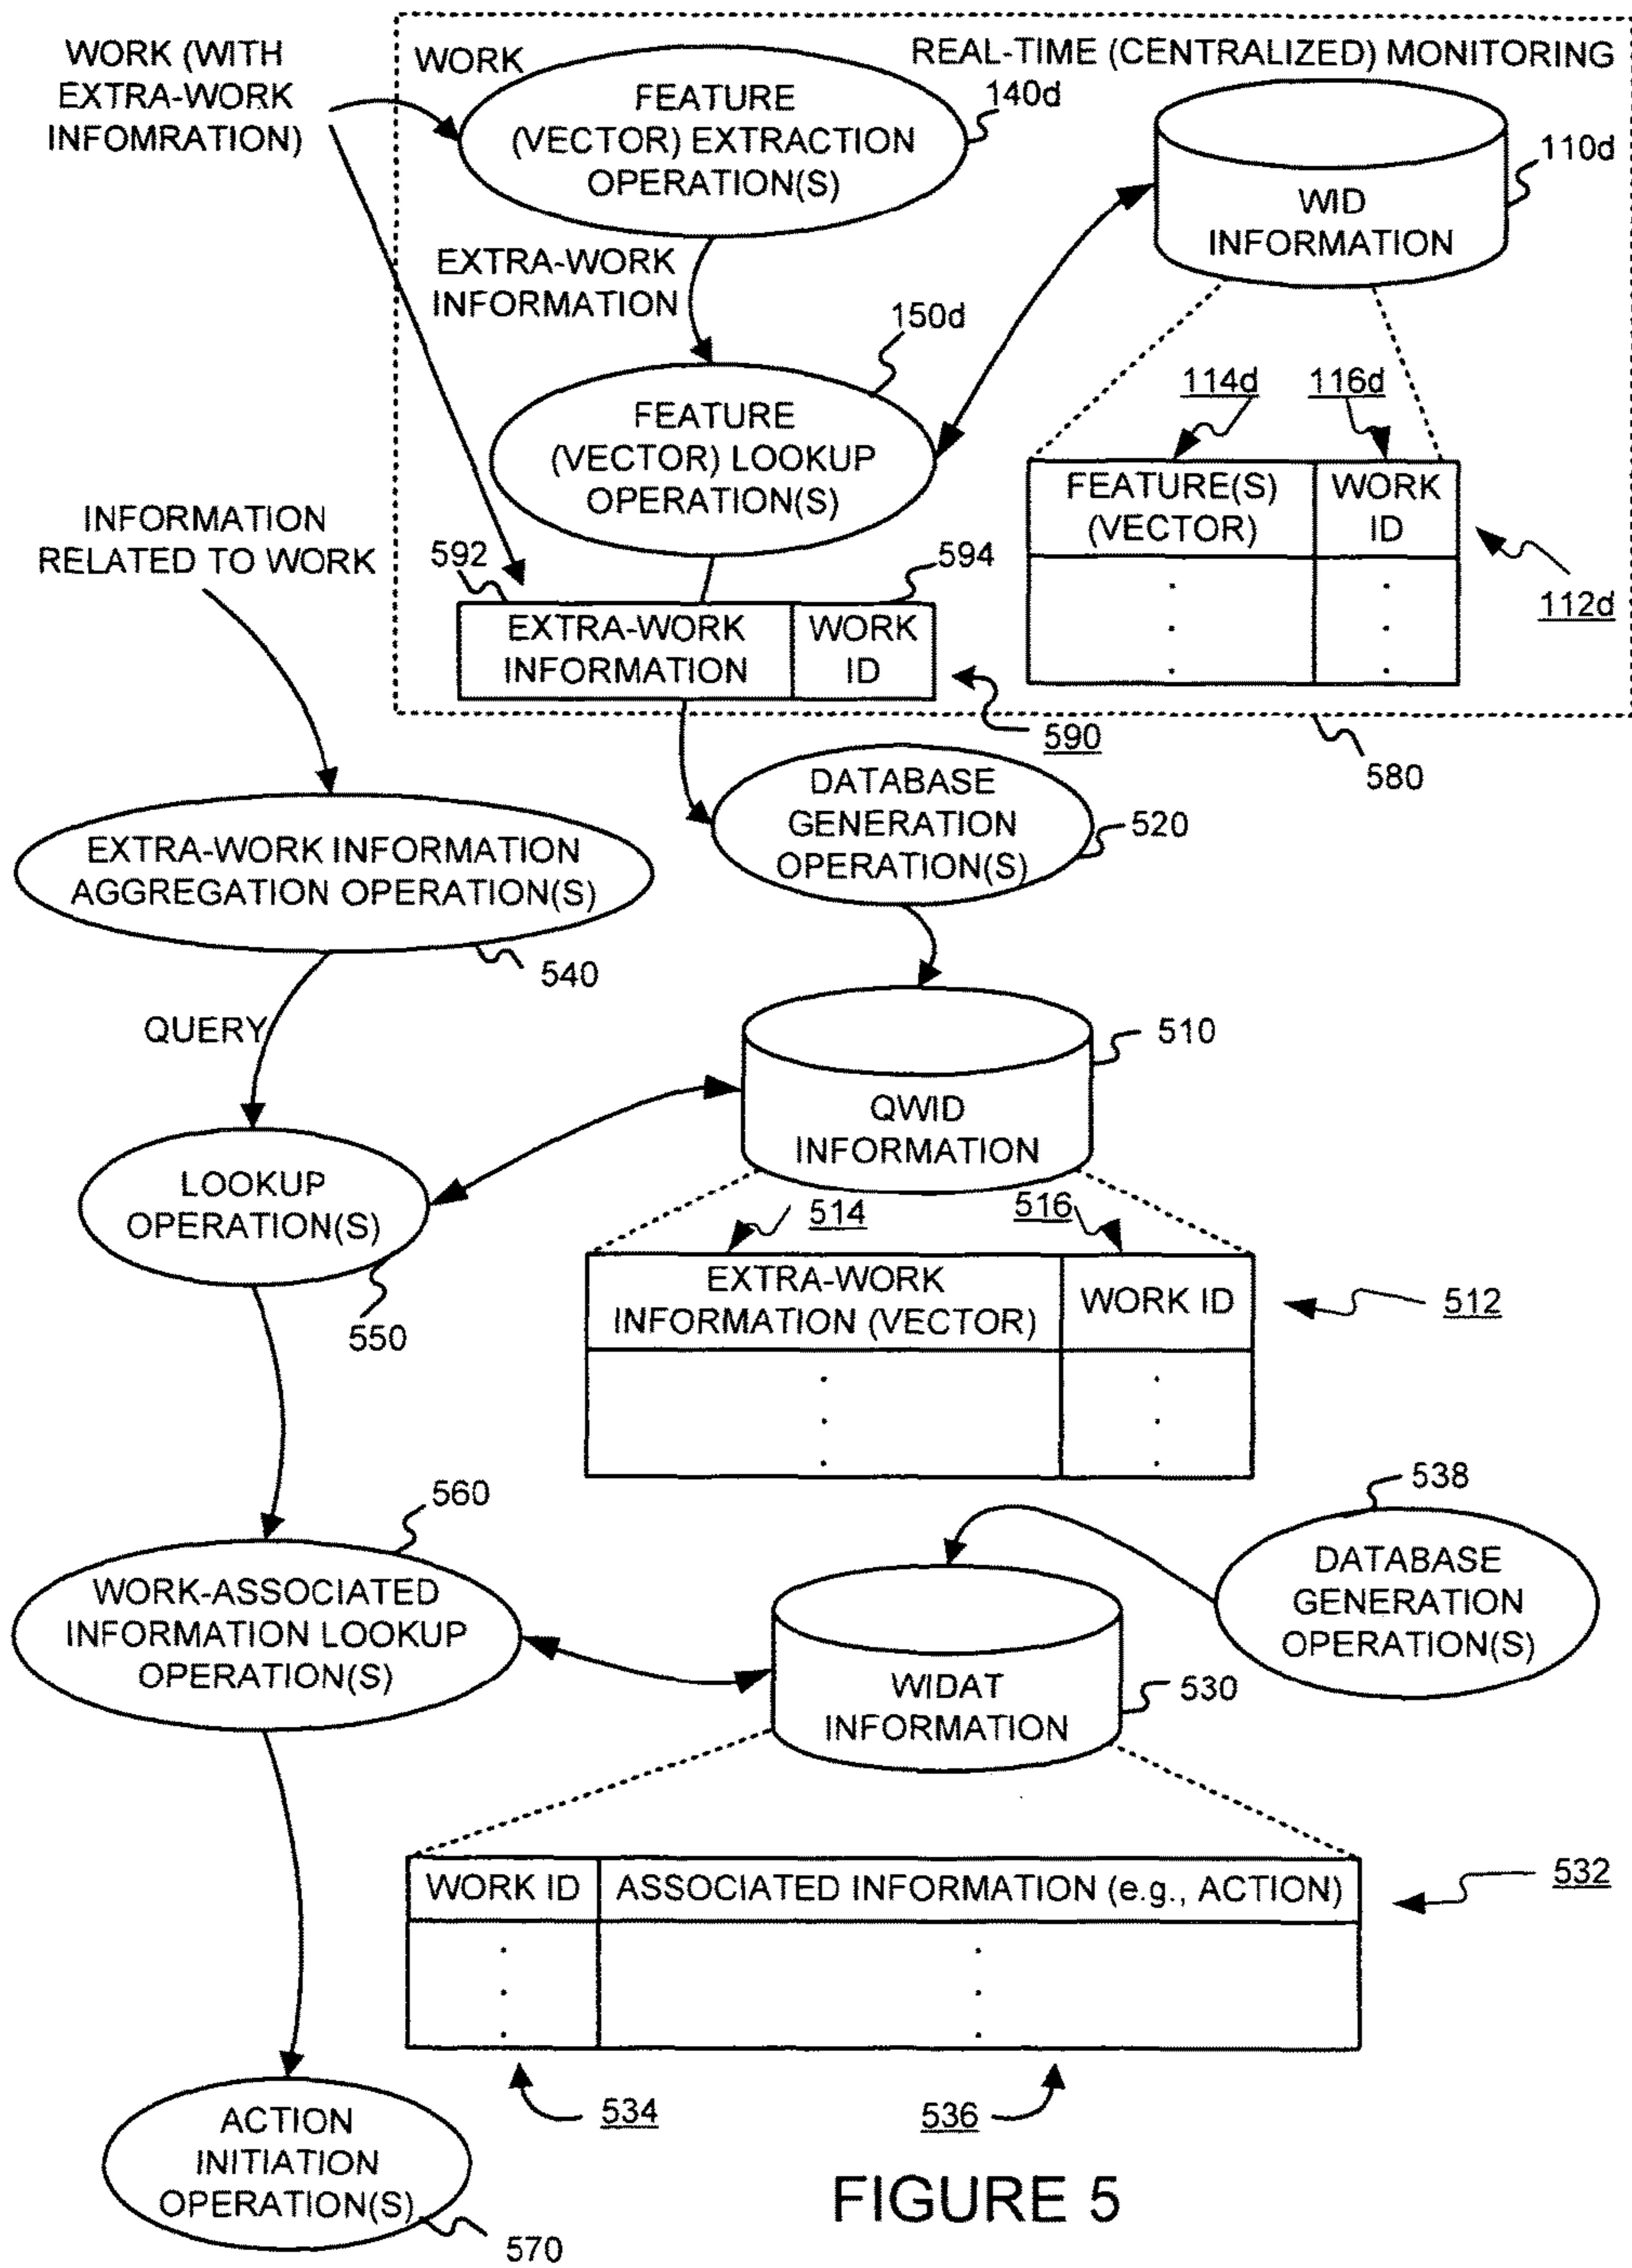 WORK (WITH
EXTRA-WORK
INFOMRATION)
WORK
REAL-TIME (CENTRALIZED) MONITORING
FEATURE
(VECTOR) EXTRACTION
OPERATION(S)
140d
110d
WID
INFORMATION
EXTRA-WORK
INFORMATION
150d
FEATURE
(VECTOR) LOOKUP
OPERATION(S)
114d
116d
FEATURE(S)
(VECTOR)
WORK
ID
112d
INFORMATION
RELATED TO WORK
592
594
EXTRA-WORK
INFORMATION
WORK
ID
590
580
DATABASE
GENERATION
OPERATION(S)
520
EXTRA-WORK INFORMATION
AGGREGATION OPERATION(S)
540
QUERY
510
QWID
INFORMATION
LOOKUP
OPERATION(S)
550
514
516
EXTRA-WORK
INFORMATION (VECTOR)
WORK ID
512
538
DATABASE
GENERATION
OPERATION(S)
560
WORK-ASSOCIATED
INFORMATION LOOKUP
OPERATION(S)
WIDAT
INFORMATION
530
WORK ID
ASSOCIATED INFORMATION (e.g., ACTION)
532
534
536
ACTION
INITIATION
OPERATION(S)
570
FIGURE 5